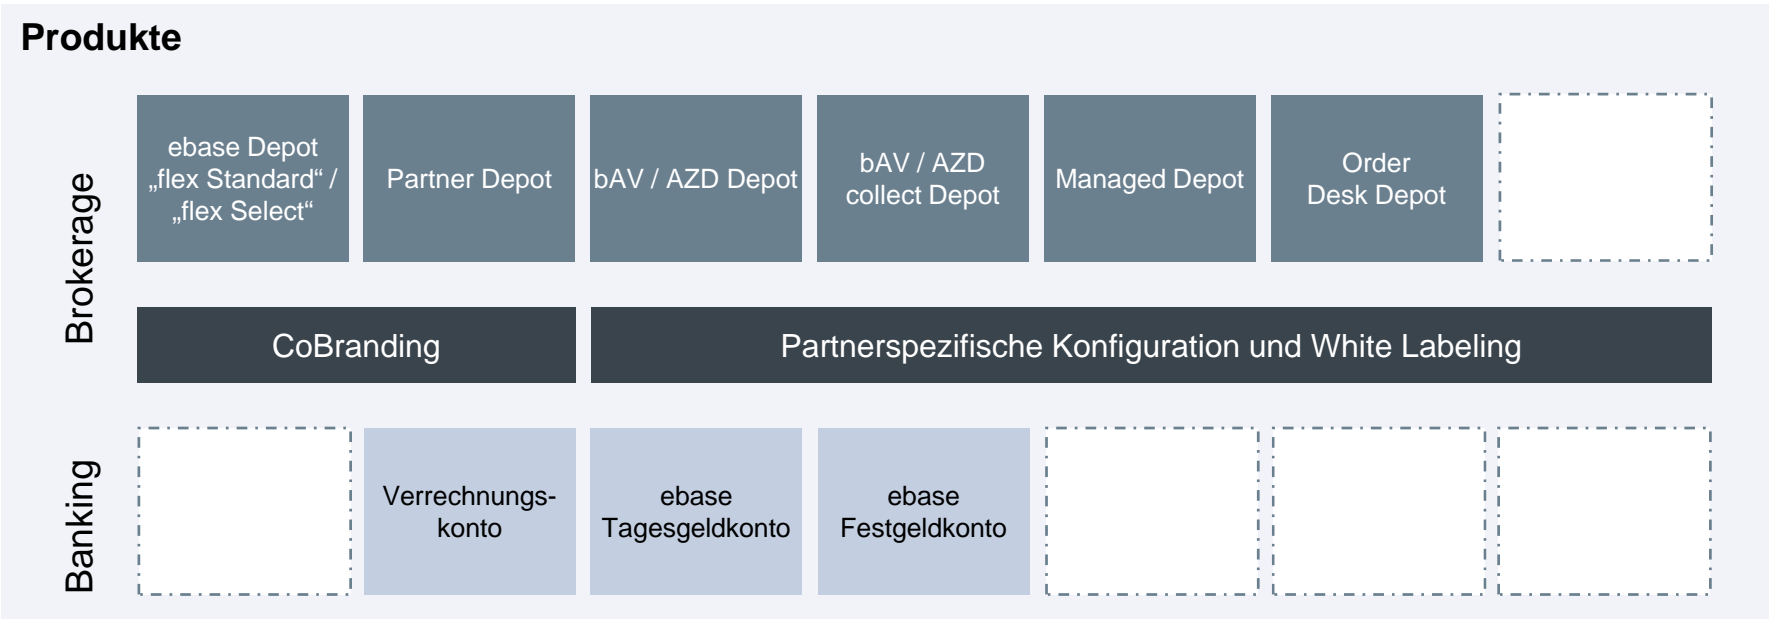 Produkte
Brokerage
ebase Depot
„flex Standard“ /
„flex Select“
Partner Depot
bAV / AZD Depot
bAV / AZD
collect Depot
Managed Depot
Order
Desk Depot
CoBranding
Partnerspezifische Konfiguration und White Labeling
Banking
Verrechnungs-
konto
ebase
Tagesgeldkonto
ebase
Festgeldkonto